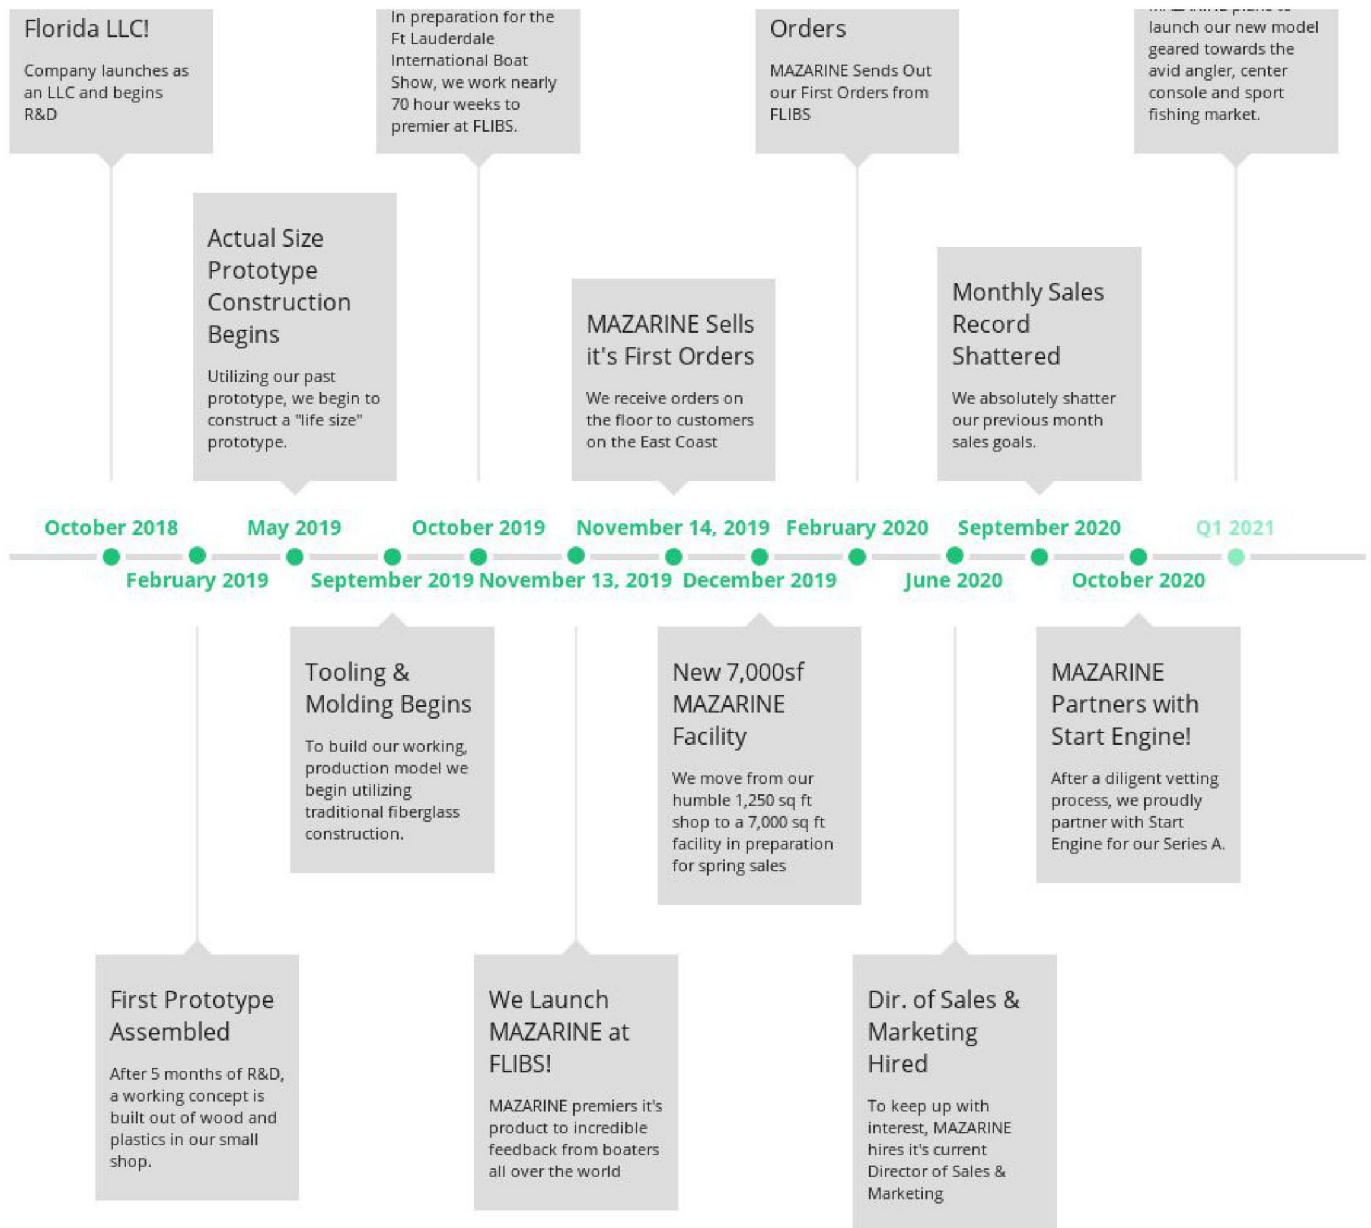 Florida LLC!
Company launches as
an LLC and begins
R&D
In preparation for the
Ft Lauderdale
International Boat
Show, we work nearly
70 hour weeks to
premier at FLIBS.
Orders
MAZARINE Sends Out
our First Orders from
FLIBS
launch our new model
geared towards the
avid angler, center
console and sport
fishing market.
Actual Size
Prototype
Construction
Begins
Utilizing our past
prototype, we begin to
construct a "life size"
prototype.
MAZARINE Sells
it's First Orders
We receive orders on
the floor to customers
on the East Coast
Monthly Sales
Record
Shattered
We absolutely shatter
our previous month
sales goals.
October 2018
May 2019
October 2019
November 14, 2019
February 2020
September 2020
Q1 2021
February 2019
September 2019
November 13, 2019
December 2019
June 2020
October 2020
Tooling &
Molding Begins
To build our working,
production model we
begin utilizing
traditional fiberglass
construction.
New 7,000sf
MAZARINE
Facility
We move from our
humble 1,250 sq ft
shop to a 7,000 sq ft
facility in preparation
for spring sales
MAZARINE
Partners with
Start Engine!
After a diligent vetting
process, we proudly
partner with Start
Engine for our Series A.
First Prototype
Assembled
After 5 months of R&D,
a working concept is
built out of wood and
plastics in our small
shop.
We Launch
MAZARINE at
FLIBS!
MAZARINE premiers it's
product to incredible
feedback from boaters
all over the world
Dir. of Sales &
Marketing
Hired
To keep up with
interest, MAZARINE
hires it's current
Director of Sales &
Marketing